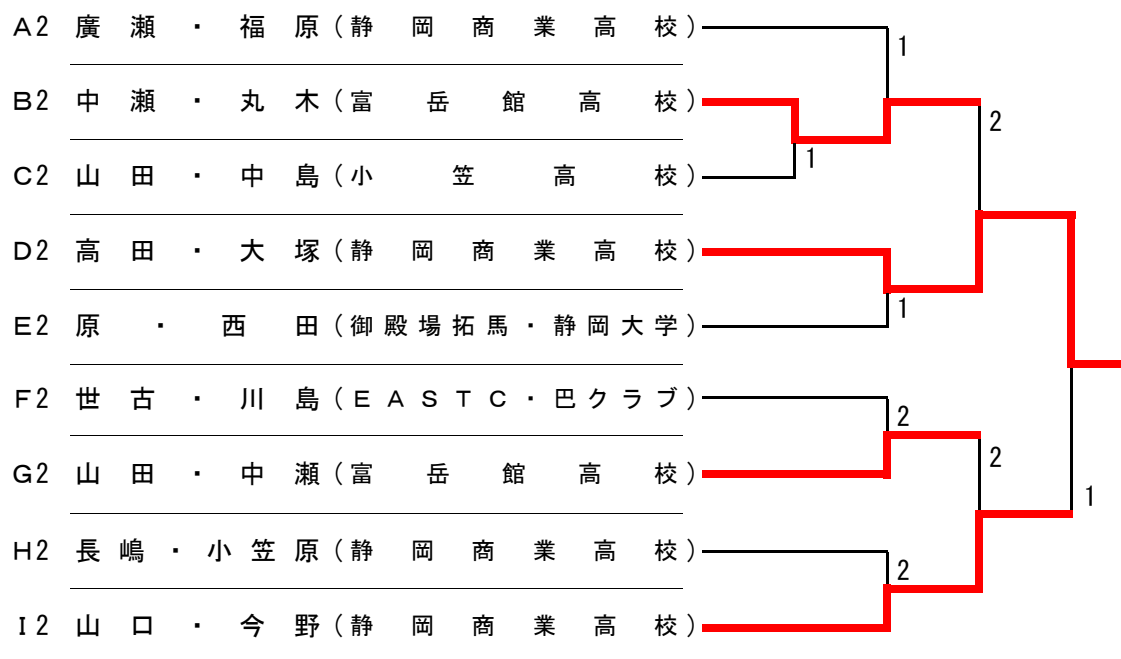 A2 廣瀬・福原(静岡商業高校)
1
B2 中瀬・丸木(富岳館高校)
2
1
C2 山田・中島(小笠高校)
D2 高田・大塚(静岡商業高校)
1
E2 原・西田(御殿場拓馬・静岡大学)
F2 世古・川島(EASTC・巴クラブ)
2
2
G2 山田・中瀬(富岳館高校)
1
H2 長嶋・小笠原(静岡商業高校)
2
I2 山口・今野(静岡商業高校)